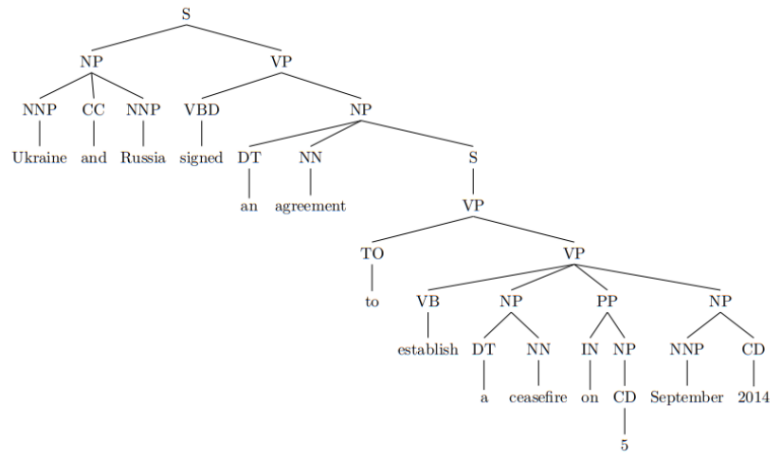 S
NP VP
NNP CC NNP VBD NP
Ukraine and Russia signed DT NN S
an agreement VP
TO VP
to VB NP PP NP
establish DT NN IN NP NNP CD
a ceasefire on CD September 2014
5